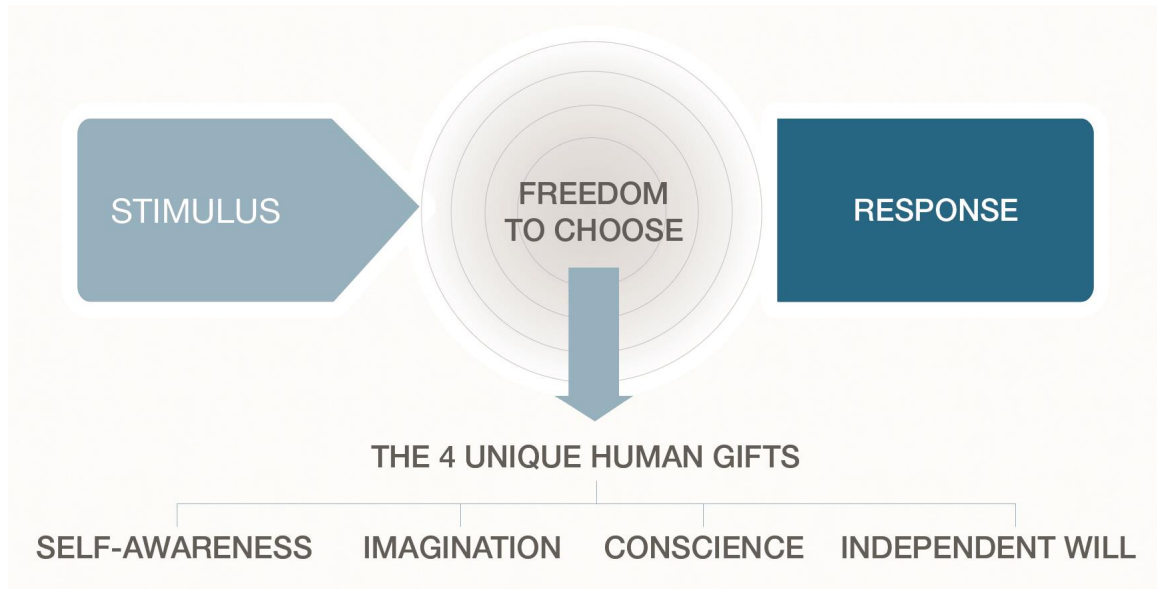 STIMULUS
FREEDOM
TO CHOOSE
RESPONSE
THE 4 UNIQUE HUMAN GIFTS
SELF-AWARENESS
IMAGINATION
CONSCIENCE
INDEPENDENT WILL